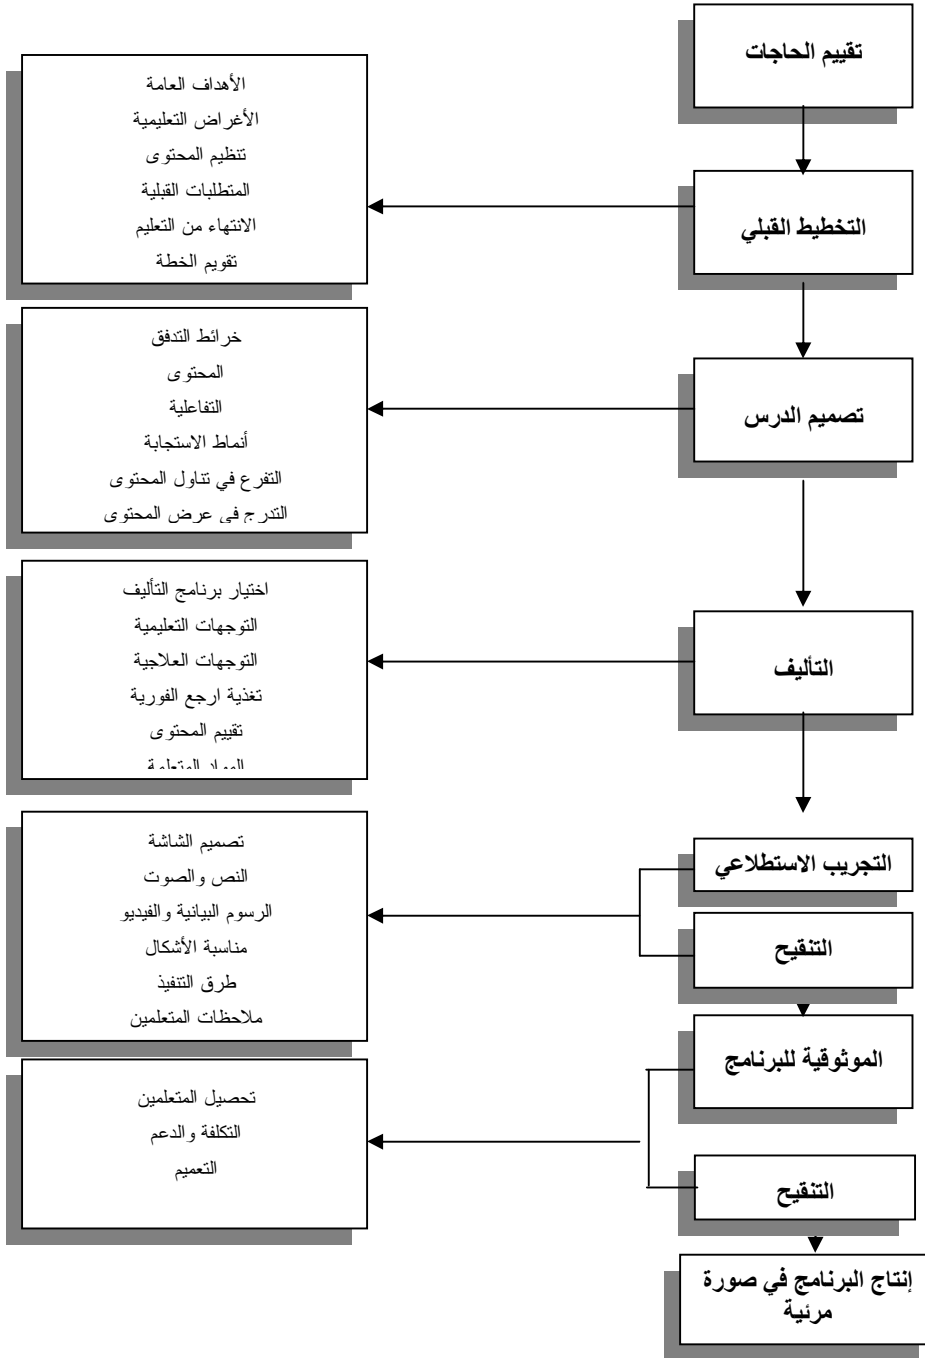 تقييم الحاجات
التخطيط القبلي
الأهداف العامة
الأغراض التعليمية
تنظيم المحتوى
المتطلبات القبلية
الانتهاء من التعليم
تقويم الخطة
تصميم الدرس
خرائط التدفق
المحتوى
التفاعلية
أنماط الاستجابة
التفرع في تناول المحتوى
التدرج في عرض المحتوى
التأليف
اختيار برنامج التأليف
التوجهات التعليمية
التوجهات العلاجية
تغذية ارجع الفورية
تقييم المحتوى
المواد المتعلمة
التجريب الاستطلاعي
التنقيح
تصميم الشاشة
النص والصوت
الرسوم البيانية والفيديو
مناسبة الأشكال
طرق التنفيذ
ملاحظات المتعلمين
الموثوقية للبرنامج
التنقيح
تحصيل المتعلمين
التكلفة والدعم
التعميم
إنتاج البرنامج في صورة
مرئية